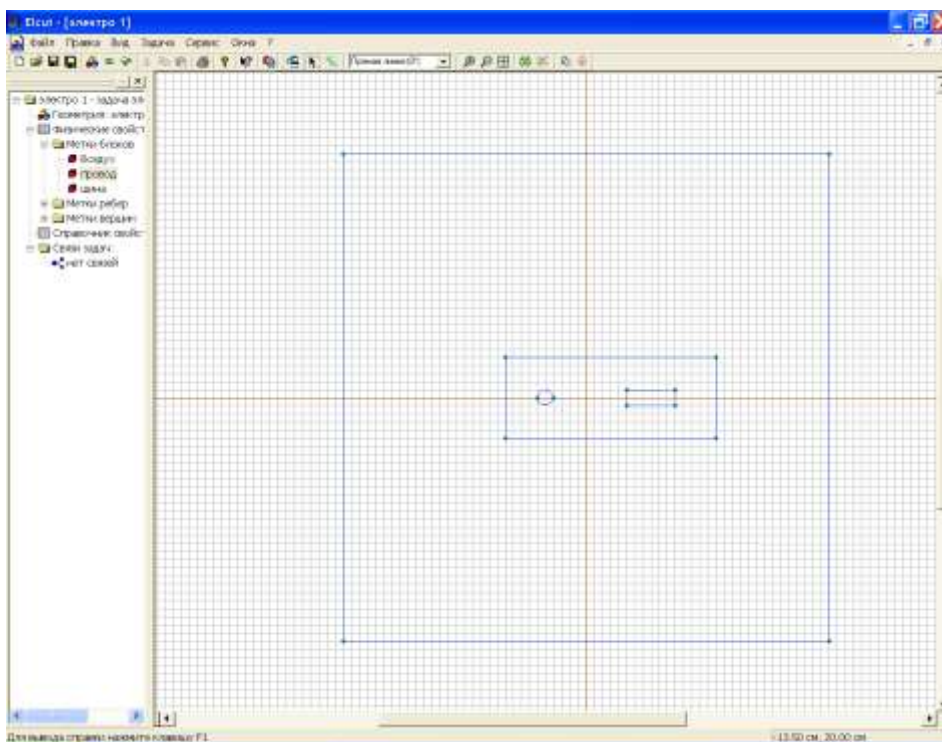 Elcut - [электро 1]
Файл Правка Вид Задача Сервис Окно ?
электро 1 - задача эл
Геометрия: электр
Физические свойст
Метки блоков
Воздух
провод
шина
Метки ребер
Метки вершин
Справочник свойс
Связи задач
нет связей
Для вывода справки нажмите клавишу F1
-13.50 см, 20.00 см